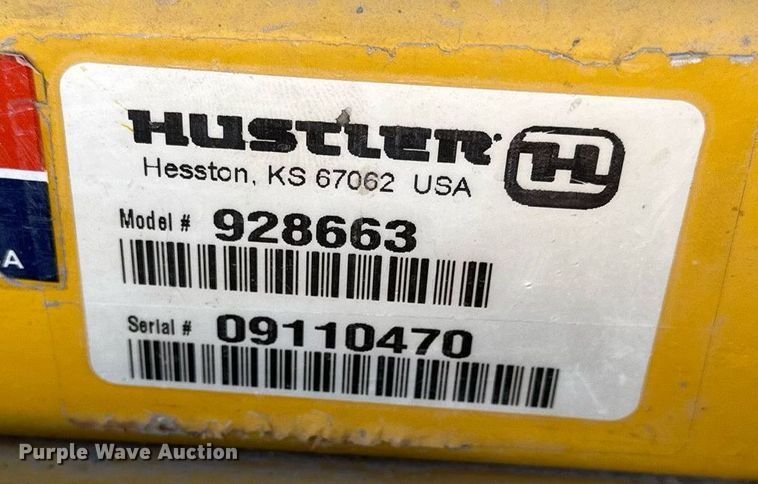 HUSTLER
H
Hesston, KS 67062 USA
Model # 928663
Serial # 09110470
A
Purple Wave Auction